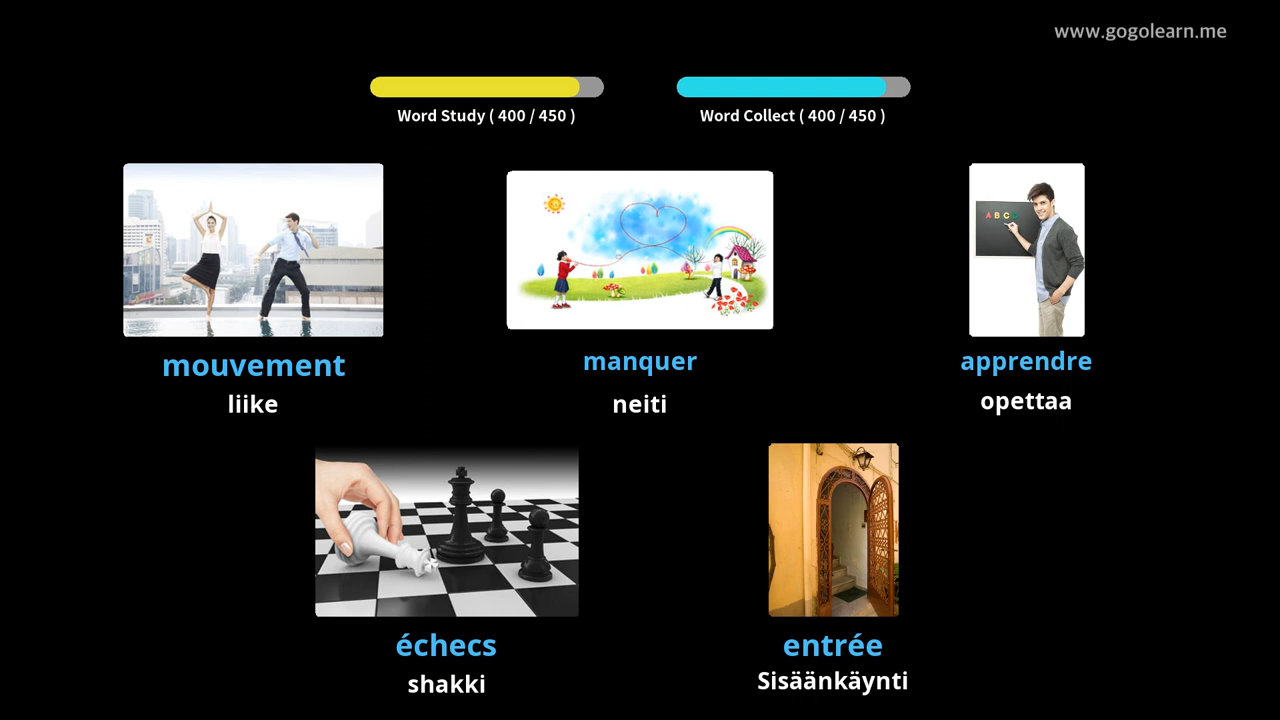 www.gogolearn.me
Word Study ( 400 / 450 )
Word Collect ( 400 / 450 )
A B C
mouvement
manquer
apprendre
liike
neiti
opettaa
échecs
entrée
shakki
Sisäänkäynti